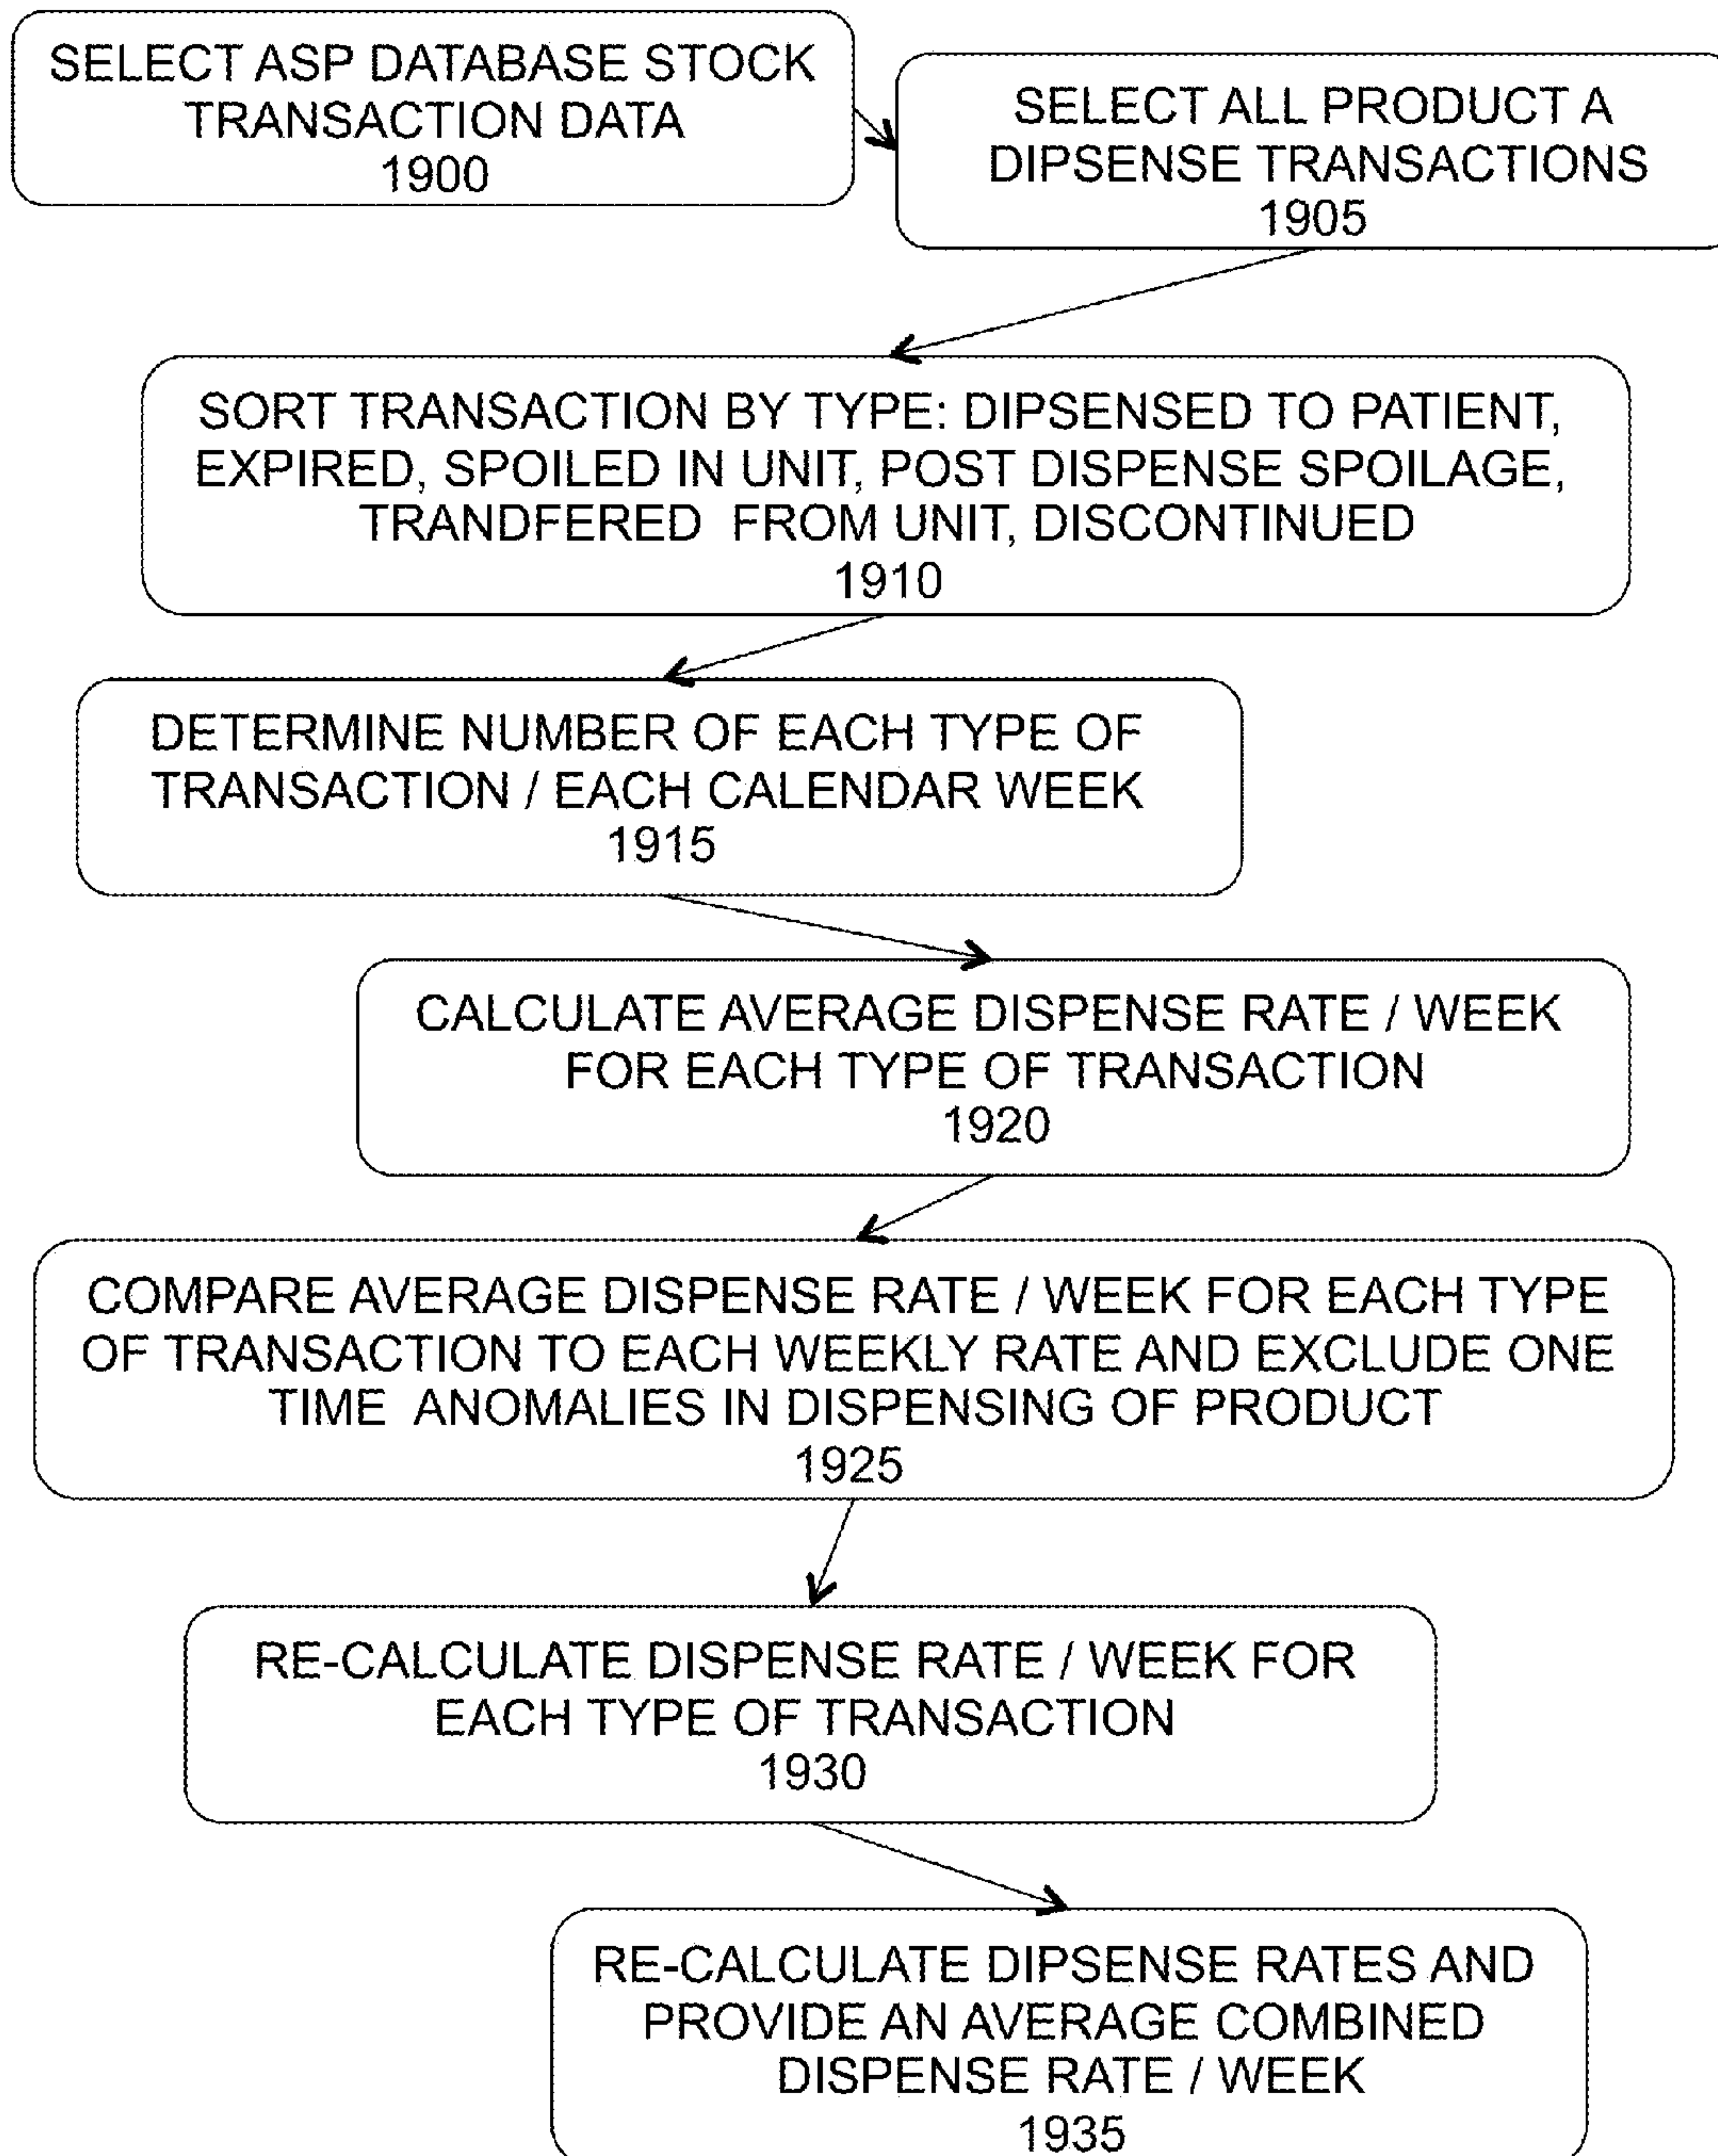 SELECT ASP DATABASE STOCK
TRANSACTION DATA
1900
SELECT ALL PRODUCT A
DIPSENSE TRANSACTIONS
1905
SORT TRANSACTION BY TYPE: DIPSENSED TO PATIENT,
EXPIRED, SPOILED IN UNIT, POST DISPENSE SPOILAGE,
TRANDFERED FROM UNIT, DISCONTINUED
1910
DETERMINE NUMBER OF EACH TYPE OF
TRANSACTION / EACH CALENDAR WEEK
1915
CALCULATE AVERAGE DISPENSE RATE / WEEK
FOR EACH TYPE OF TRANSACTION
1920
COMPARE AVERAGE DISPENSE RATE / WEEK FOR EACH TYPE
OF TRANSACTION TO EACH WEEKLY RATE AND EXCLUDE ONE
TIME ANOMALIES IN DISPENSING OF PRODUCT
1925
RE-CALCULATE DISPENSE RATE / WEEK FOR
EACH TYPE OF TRANSACTION
1930
RE-CALCULATE DIPSENSE RATES AND
PROVIDE AN AVERAGE COMBINED
DISPENSE RATE / WEEK
1935